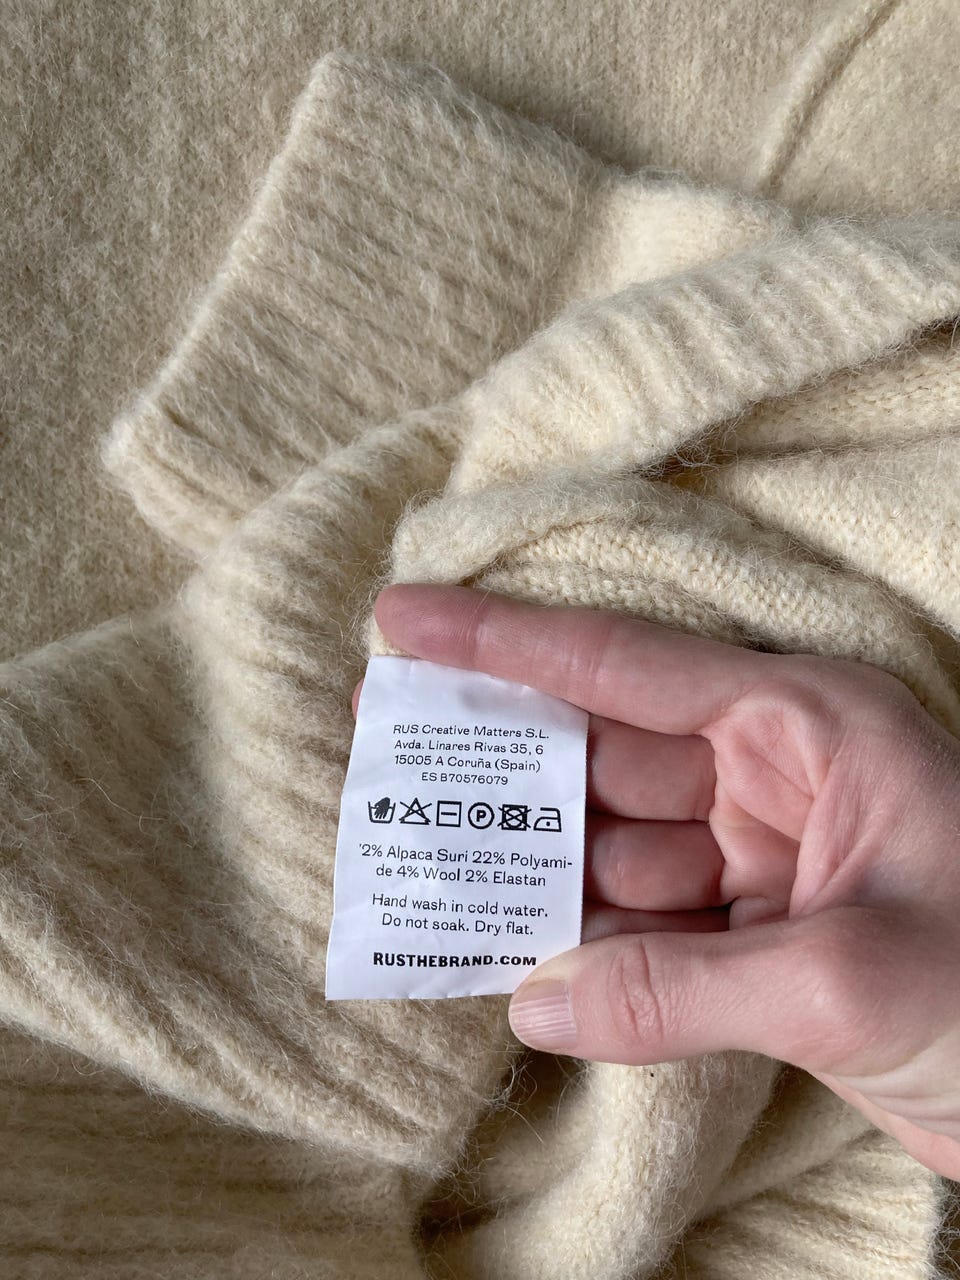 RUS Creative Matters S.L.
Avda. Linares Rivas 35, 6
15005 A Coruña (Spain)
ES B70576079
P
2% Alpaca Suri 22% Polyami-
de 4% Wool 2% Elastan
Hand wash in cold water.
Do not soak. Dry flat.
RUSTHEBRAND.COM